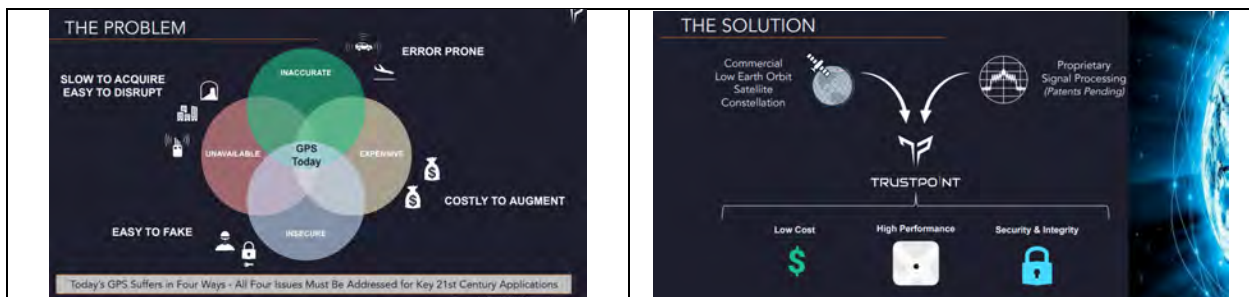 THE PROBLEM
INACCURATE
ERROR PRONE
SLOW TO ACQUIRE
EASY TO DISRUPT
UNAVAILABLE
GPS
Today
EXPENSIVE
$
$
COSTLY TO AUGMENT
EASY TO FAKE
INSECURE
Today's GPS Suffers in Four Ways - All Four Issues Must Be Addressed for Key 21st Century Applications
THE SOLUTION
Commercial
Low Earth Orbit
Satellite
Constellation
Proprietary
Signal Processing
(Patents Pending)
TRUSTPOINT
Low Cost
High Performance
Security & Integrity
$